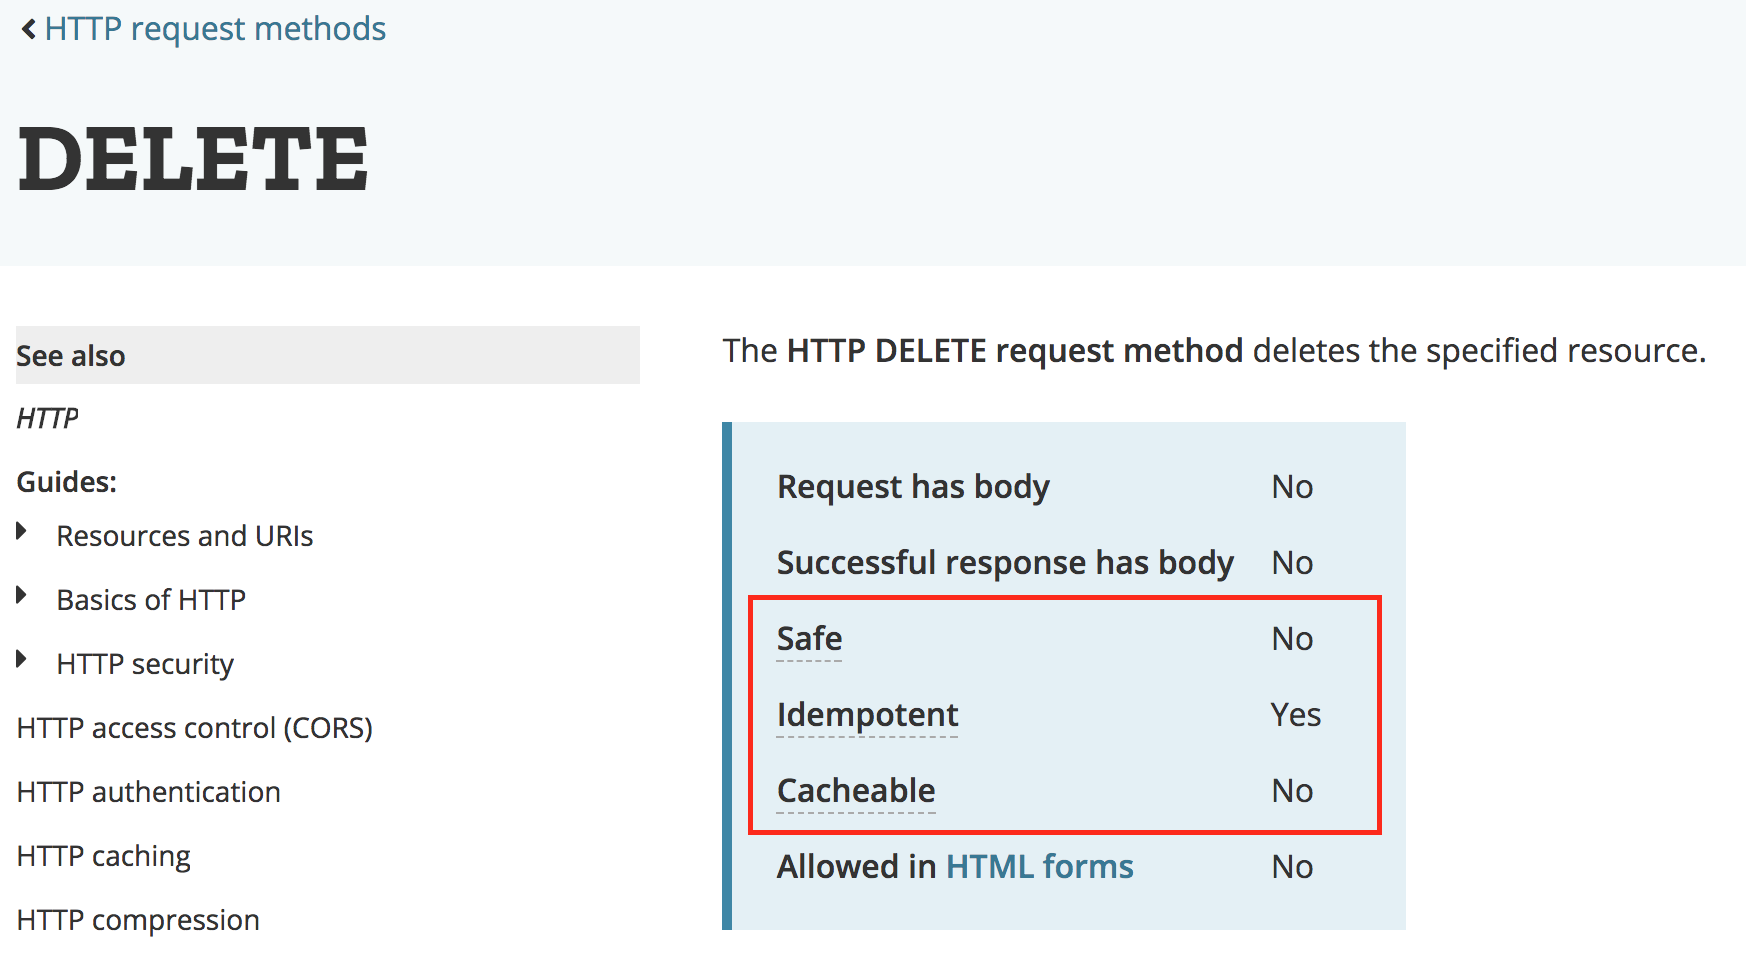 HTTP request methods
DELETE
See also
HTTP
Guides:
Resources and URIs
Basics of HTTP
HTTP security
HTTP access control (CORS)
HTTP authentication
HTTP caching
HTTP compression
The HTTP DELETE request method deletes the specified resource.
Request has body No
Successful response has body No
Safe No
Idempotent Yes
Cacheable No
Allowed in HTML forms No